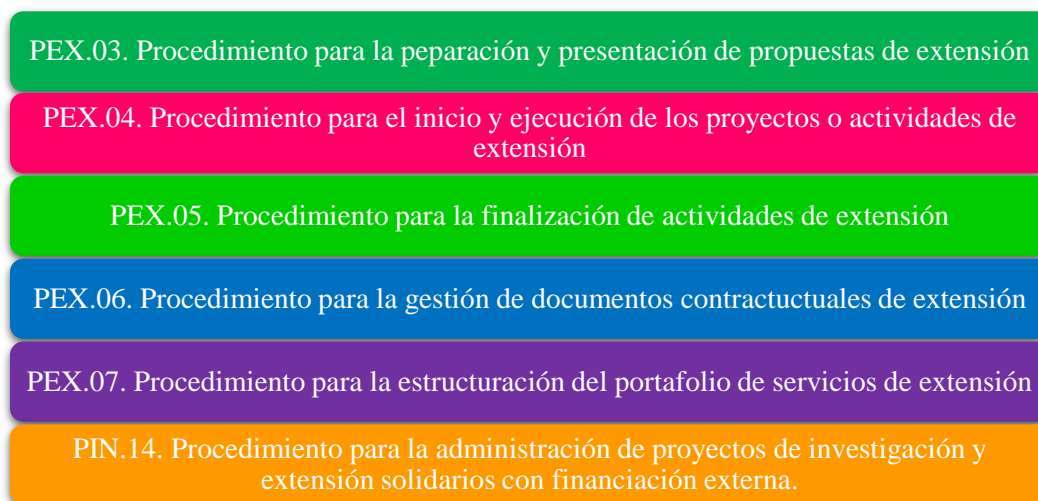 PEX.03. Procedimiento para la peparación y presentación de propuestas de extensión
PEX.04. Procedimiento para el inicio y ejecución de los proyectos o actividades de
extensión
PEX.05. Procedimiento para la finalización de actividades de extensión
PEX.06. Procedimiento para la gestión de documentos contractuctuales de extensión
PEX.07. Procedimiento para la estructuración del portafolio de servicios de extensión
PIN.14. Procedimiento para la administración de proyectos de investigación y
extensión solidarios con financiación externa.